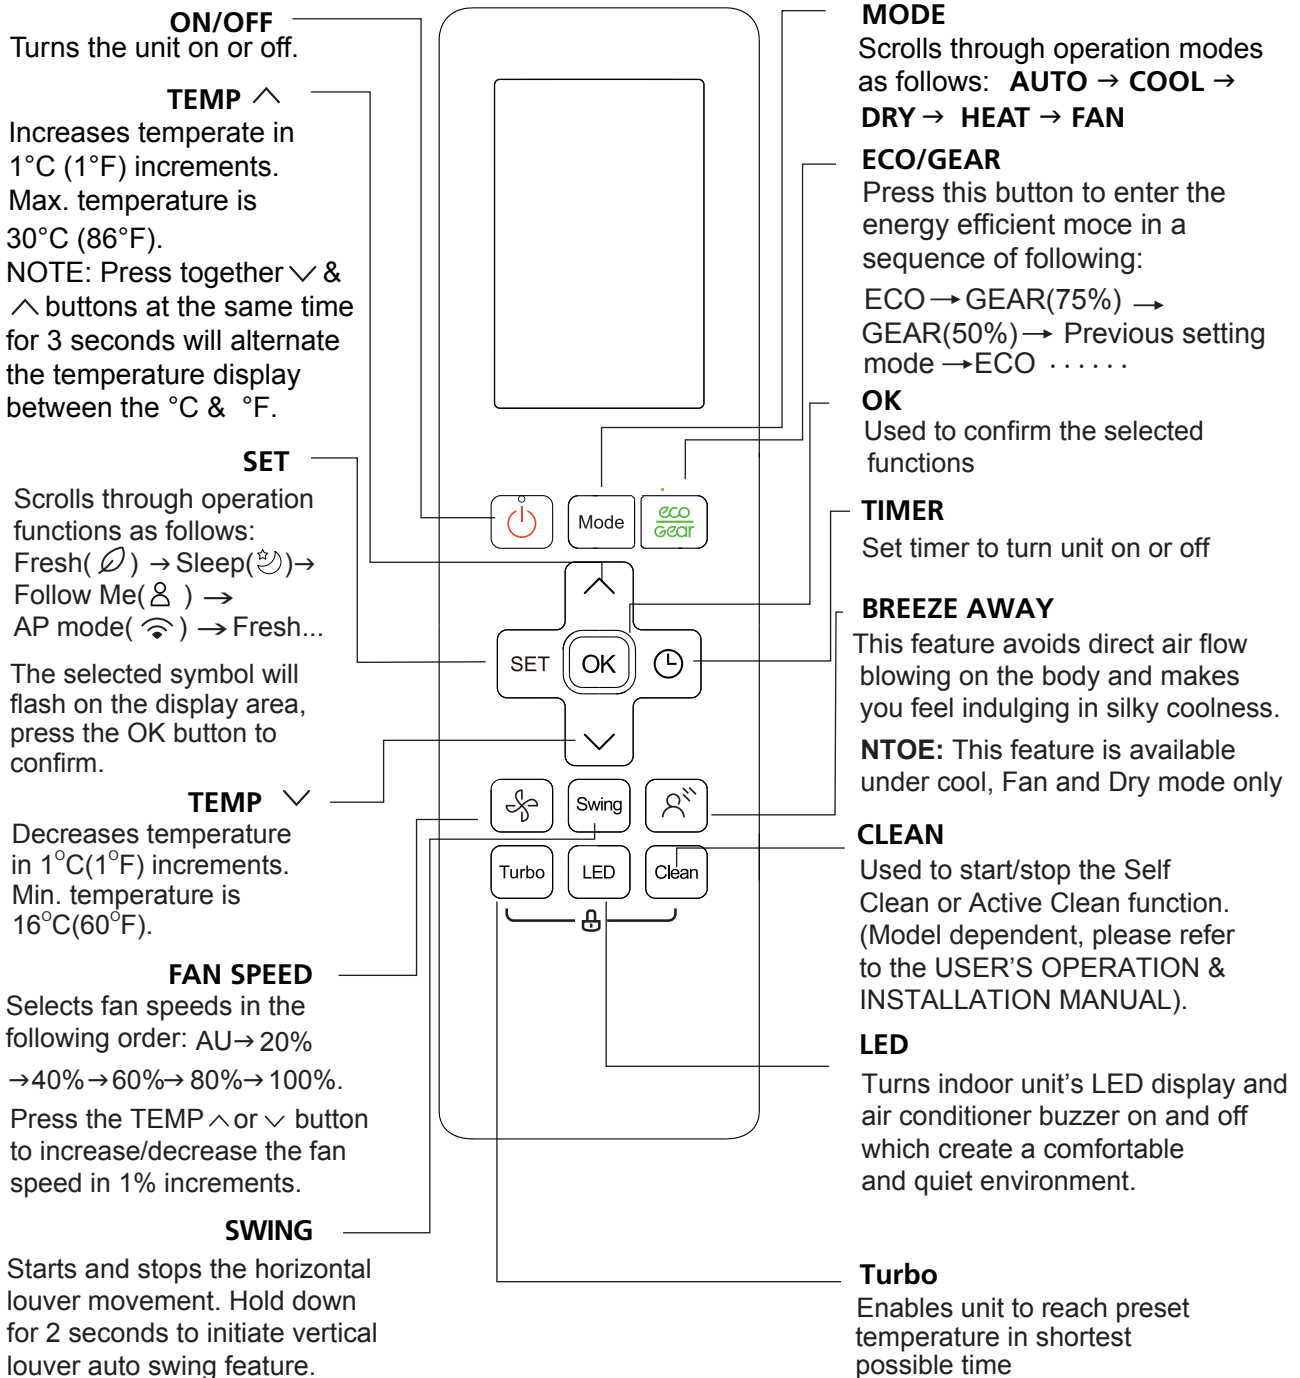 ON/OFF
Turns the unit on or off.
TEMP ︿
Increases temperate in
1°C (1°F) increments.
Max. temperature is
30°C (86°F).
NOTE: Press together ﹀ &
︿ buttons at the same time
for 3 seconds will alternate
the temperature display
between the °C & °F.
SET
Scrolls through operation
functions as follows:
Fresh( ) → Sleep( )→
Follow Me( ) →
AP mode( ) → Fresh...
The selected symbol will
flash on the display area,
press the OK button to
confirm.
TEMP ﹀
Decreases temperature
in 1°C(1°F) increments.
Min. temperature is
16°C(60°F).
FAN SPEED
Selects fan speeds in the
following order: AU→ 20%
→40%→60%→ 80%→100%.
Press the TEMP ︿ or ﹀ button
to increase/decrease the fan
speed in 1% increments.
SWING
Starts and stops the horizontal
louver movement. Hold down
for 2 seconds to initiate vertical
louver auto swing feature.
Mode
eco
Gear
SET
OK
Swing
Turbo
LED
Clean
MODE
Scrolls through operation modes
as follows: AUTO → COOL →
DRY → HEAT → FAN
ECO/GEAR
Press this button to enter the
energy efficient moce in a
sequence of following:
ECO → GEAR(75%) →
GEAR(50%)→ Previous setting
mode →ECO ······
OK
Used to confirm the selected
functions
TIMER
Set timer to turn unit on or off
BREEZE AWAY
This feature avoids direct air flow
blowing on the body and makes
you feel indulging in silky coolness.
NTOE: This feature is available
under cool, Fan and Dry mode only
CLEAN
Used to start/stop the Self
Clean or Active Clean function.
(Model dependent, please refer
to the USER'S OPERATION &
INSTALLATION MANUAL).
LED
Turns indoor unit's LED display and
air conditioner buzzer on and off
which create a comfortable
and quiet environment.
Turbo
Enables unit to reach preset
temperature in shortest
possible time